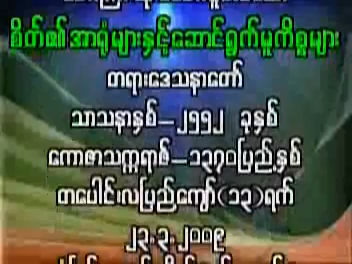 စိတ်၏အာရုံများနှင့်ဆောင်ရွက်မှုကိစ္စများ
တရားဒေသနာတော်
သာသနာနှစ်–၂၅၅၂ ခုနှစ်
ကောဇာသက္ကရာဇ်–၁၃၇၀ပြည့်နှစ်
တပေါင်းလပြည့်ကျော်(၁၃)ရက်
၂၃.၃.၂၀၀၉